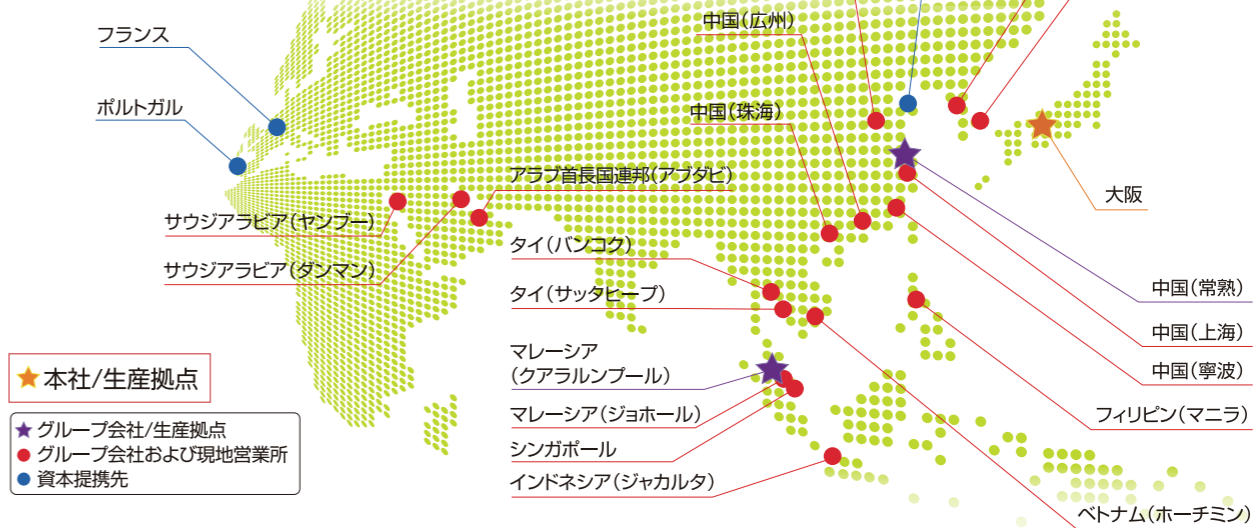 中国(広州)
フランス
ポルトガル
中国(珠海)
アラブ首長国連邦(アブダビ)
大阪
サウジアラビア(ヤンブー)
タイ(バンコク)
サウジアラビア(ダンマン)
タイ(サッタヒープ)
中国(常熟)
中国(上海)
マレーシア
(クアラルンプール)
中国(寧波)
本社/生産拠点
マレーシア(ジョホール)
フィリピン(マニラ)
グループ会社/生産拠点
シンガポール
グループ会社および現地営業所
資本提携先
インドネシア(ジャカルタ)
ベトナム(ホーチミン)